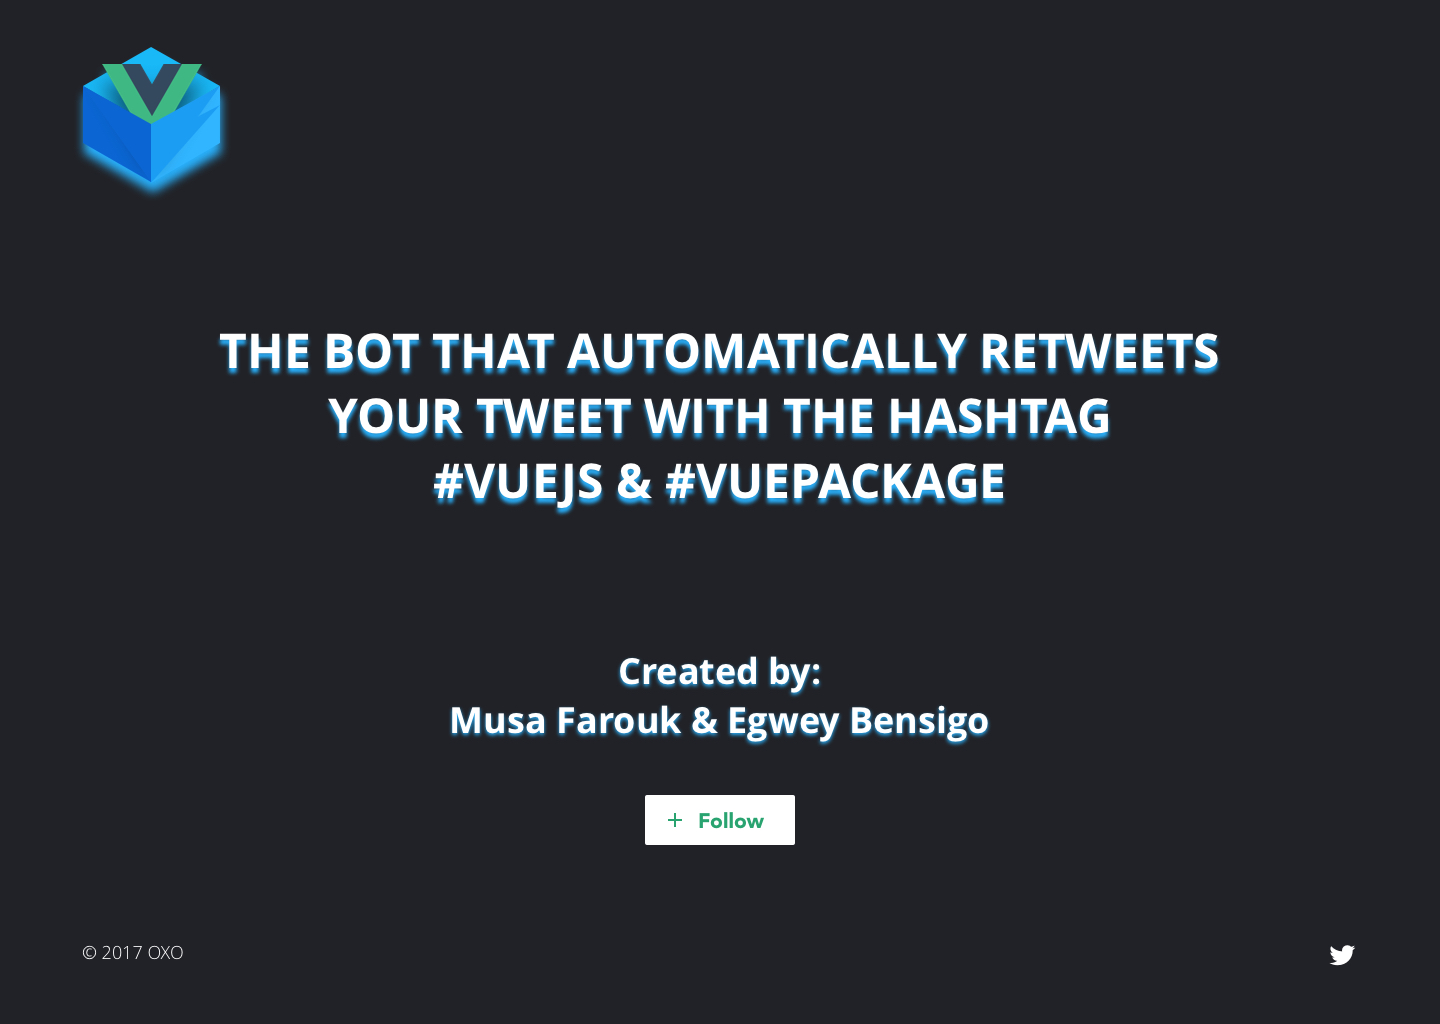 THE BOT THAT AUTOMATICALLY RETWEETS
YOUR TWEET WITH THE HASHTAG
#VUEJS & #VUEPACKAGE
Created by:
Musa Farouk & Egwey Bensigo
+ Follow
© 2017 OXO